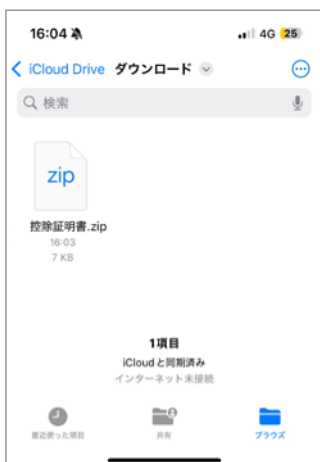 16:04
4G 25
iCloud Drive ダウンロード
検索
zip
控除証明書.zip
16:03
7 KB
1項目
iCloudと同期済み
インターネット未接続
最近使った項目 共有 ブラウズ